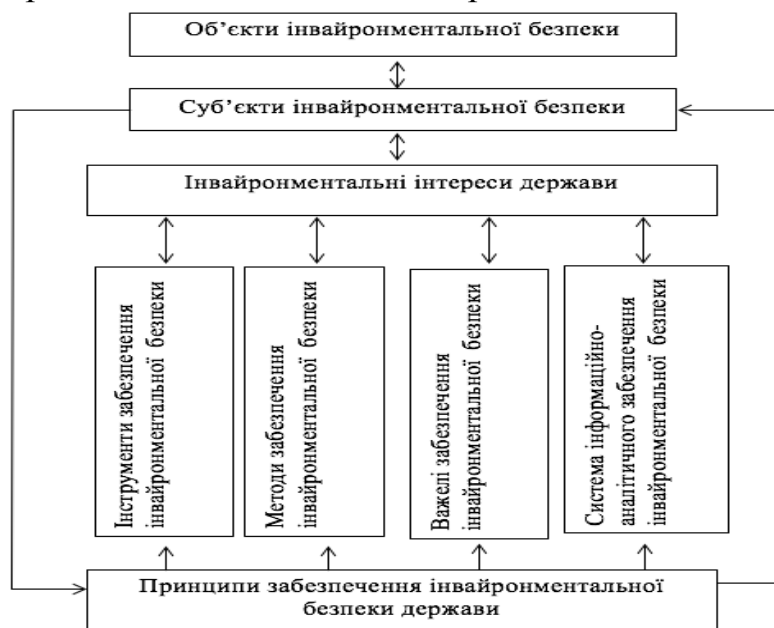 Об’єкти інвайронментальної безпеки
Суб’єкти інвайронментальної безпеки
Інвайронментальні інтереси держави
Інструменти забезпечення
інвайронментальної безпеки
Методи забезпечення
інвайронментальної безпеки
Важелі забезпечення
інвайронментальної безпеки
Система інформаційно-
аналітичного забезпечення
інвайронментальної безпеки
Принципи забезпечення інвайронментальної
безпеки держави